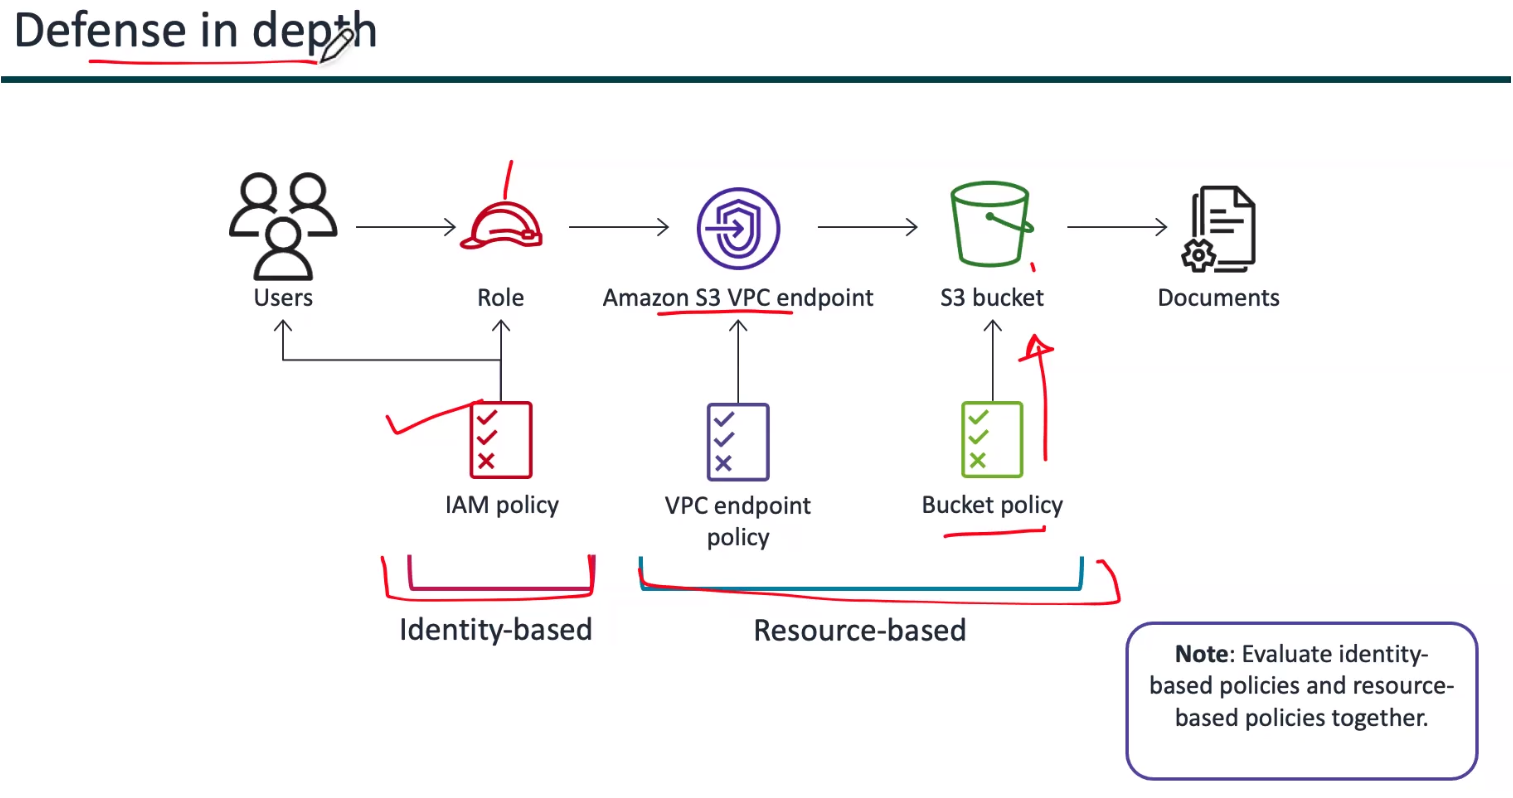 Defense in depth
Users
Role
Amazon S3 VPC endpoint
S3 bucket
Documents
IAM policy
VPC endpoint
policy
Bucket policy
Identity-based
Resource-based
Note: Evaluate identity-
based policies and resource-
based policies together.